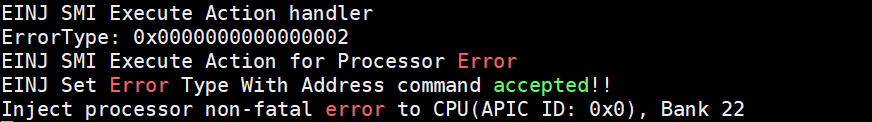 EINJ SMI Execute Action handler
ErrorType: 0x0000000000000002
EINJ SMI Execute Action for Processor Error
EINJ Set Error Type With Address command accepted!!
Inject processor non-fatal error to CPU(APIC ID: 0x0), Bank 22